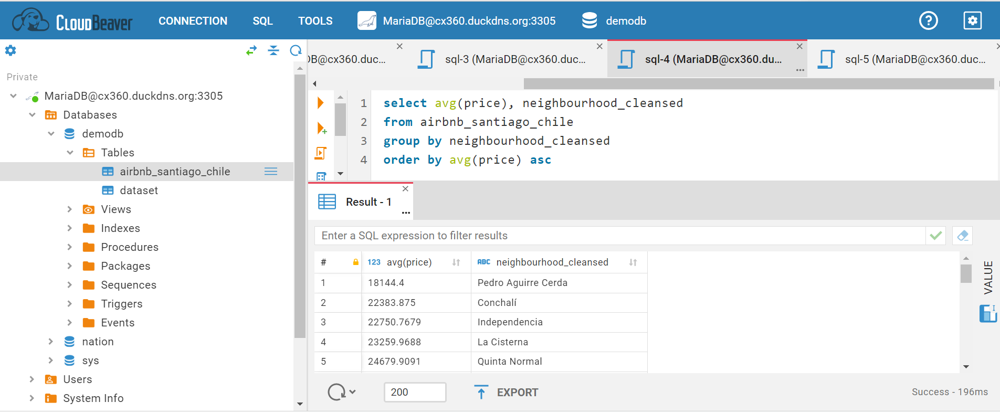 CLOUDBEAVER CONNECTION SQL TOOLS MariaDB@cx360.duckdns.org:3305 demodb
Private
MariaDB@cx360.duckdns.org:3305
Databases
demodb
Tables
airbnb_santiago_chile
dataset
Views
Indexes
Procedures
Packages
Sequences
Triggers
Events
nation
sys
Users
System Info
DB@cx360.duc...
sql-3 (MariaDB@cx360.duc...
sql-4 (MariaDB@cx360.du...
sql-5 (MariaDB@cx360.duc...
1 select avg(price), neighbourhood_cleansed
2 from airbnb_santiago_chile
3 group by neighbourhood_cleansed
4 order by avg(price) asc
Result - 1
Enter a SQL expression to filter results
# 123 avg(price) ABC neighbourhood_cleansed
1 18144.4 Pedro Aguirre Cerda
2 22383.875 Conchalí
3 22750.7679 Independencia
4 23259.9688 La Cisterna
5 24679.9091 Quinta Normal
VALUE
200 EXPORT Success - 196ms